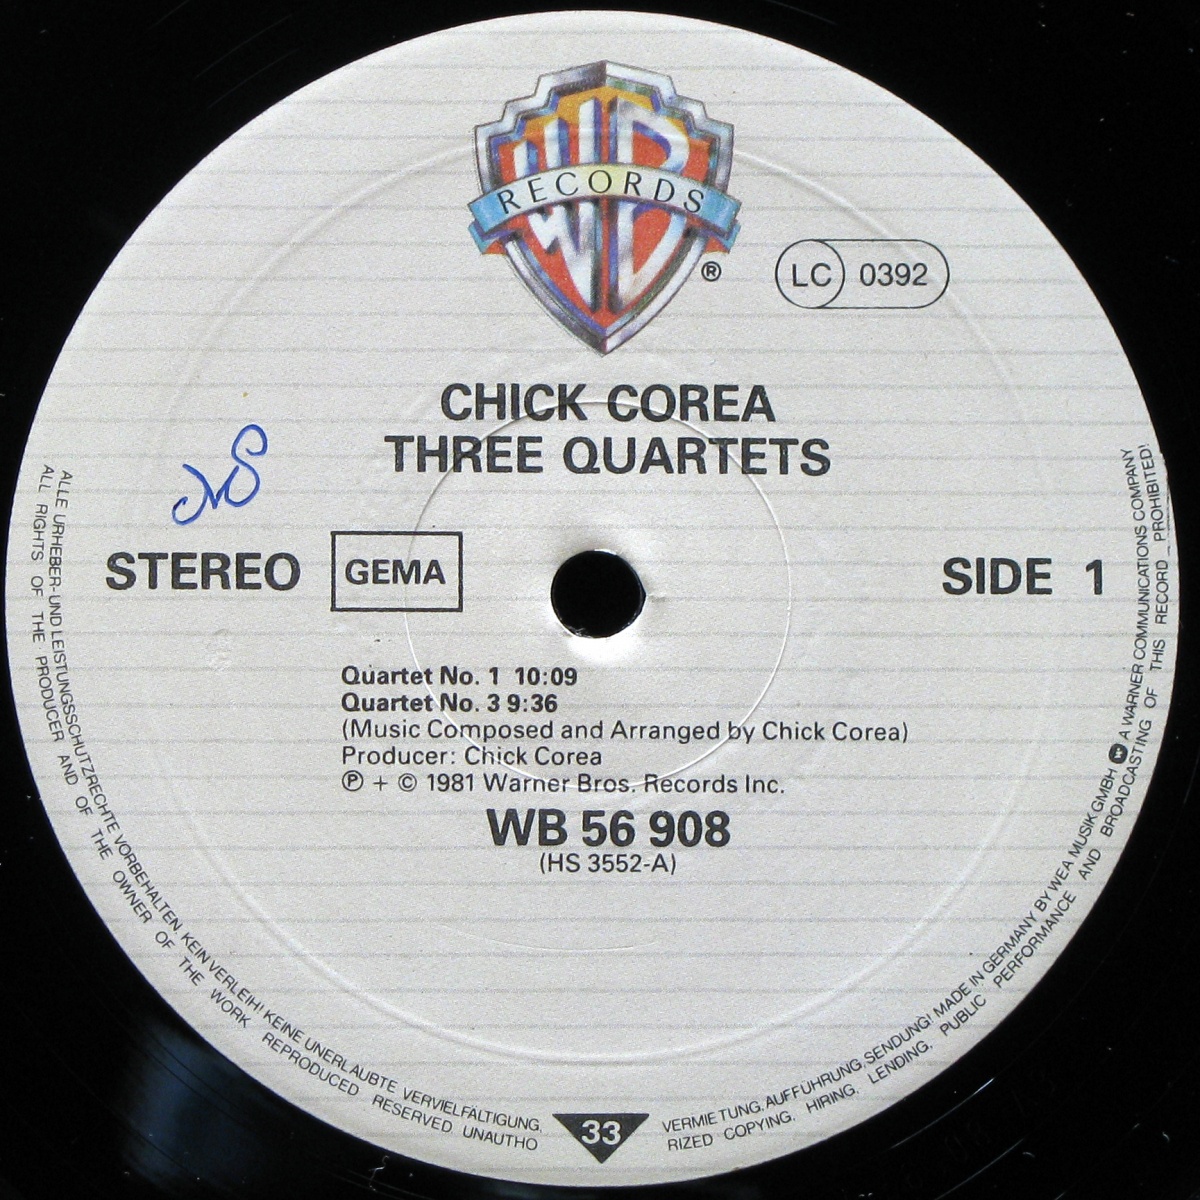 WB
RECORDS
®
LC 0392
CHICK COREA
THREE QUARTETS
STEREO GEMA
SIDE 1
Quartet No. 1 10:09
Quartet No. 3 9:36
(Music Composed and Arranged by Chick Corea)
Producer: Chick Corea
℗ + © 1981 Warner Bros. Records Inc.
WB 56 908
(HS 3552-A)
33
ALLE URHEBER- UND LEISTUNGSSCHUTZRECHTE VORBEHALTEN. KEIN VERLEIH! KEINE UNERLAUBTE VERVIELFÄLTIGUNG, VERMIETUNG, AUFFÜHRUNG, SENDUNG! MADE IN GERMANY BY WEA MUSIK GMBH A WARNER COMMUNICATIONS COMPANY
ALL RIGHTS OF THE PRODUCER AND OF THE OWNER OF THE WORK REPRODUCED RESERVED UNAUTHORIZED COPYING, HIRING, LENDING, PUBLIC PERFORMANCE AND BROADCASTING OF THIS RECORD PROHIBITED!